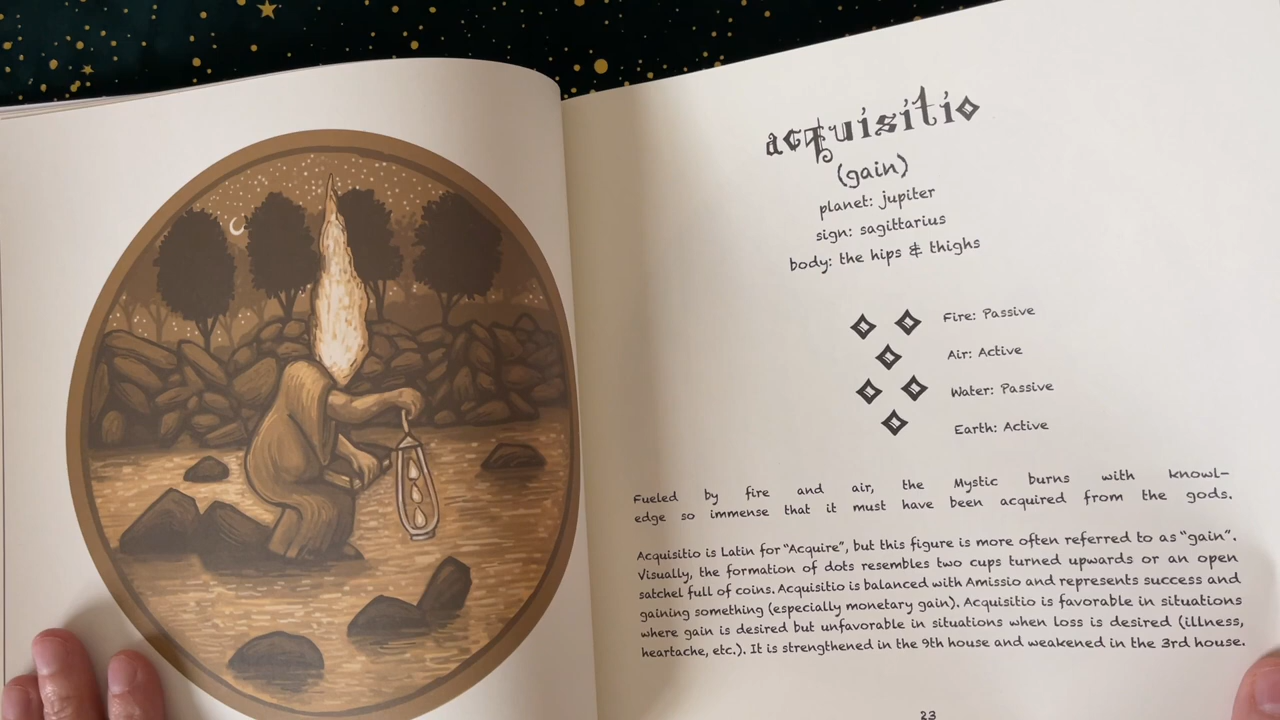 acquisitio
(gain)
planet: jupiter
sign: sagittarius
body: the hips & thighs
Fire: Passive
Air: Active
Water: Passive
Earth: Active
Fueled by fire and air, the Mystic burns with knowl-
edge so immense that it must have been acquired from the gods.
Acquisitio is Latin for "Acquire", but this figure is more often referred to as "gain".
Visually, the formation of dots resembles two cups turned upwards or an open
satchel full of coins. Acquisitio is balanced with Amissio and represents success and
gaining something (especially monetary gain). Acquisitio is favorable in situations
where gain is desired but unfavorable in situations when loss is desired (illness,
heartache, etc.). It is strengthened in the 9th house and weakened in the 3rd house.
23